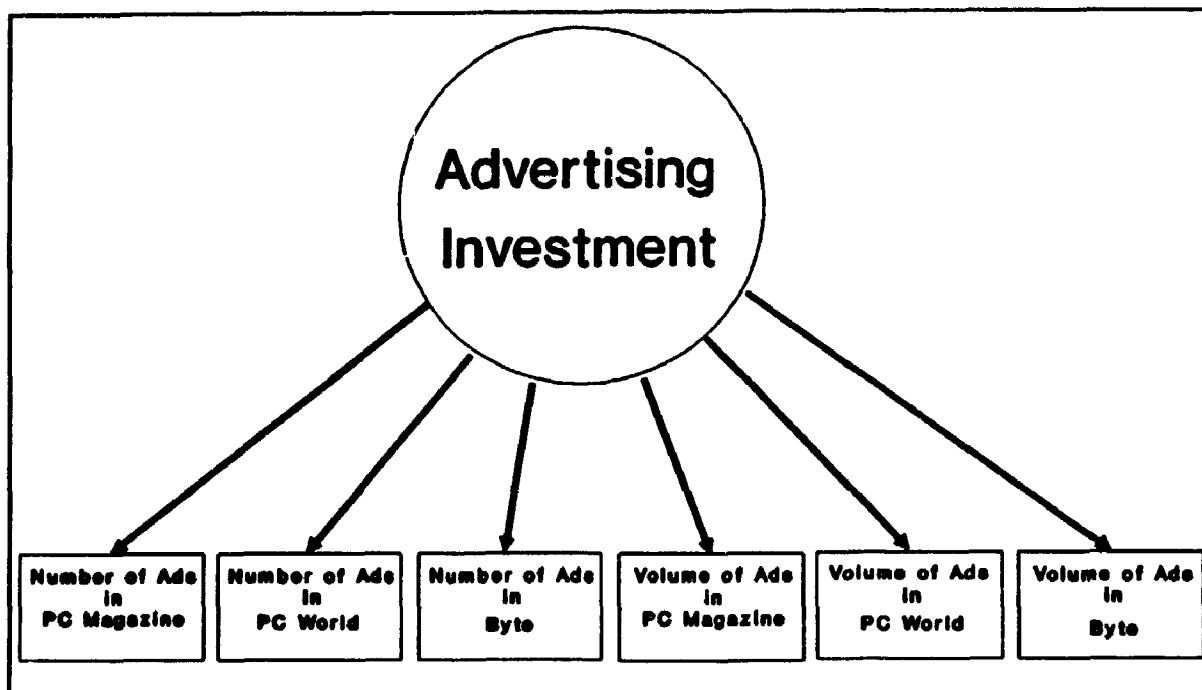 Advertising
Investment
Number of Ads
in
PC Magazine
Number of Ads
in
PC World
Number of Ads
in
Byte
Volume of Ads
in
PC Magazine
Volume of Ads
in
PC World
Volume of Ads
in
Byte